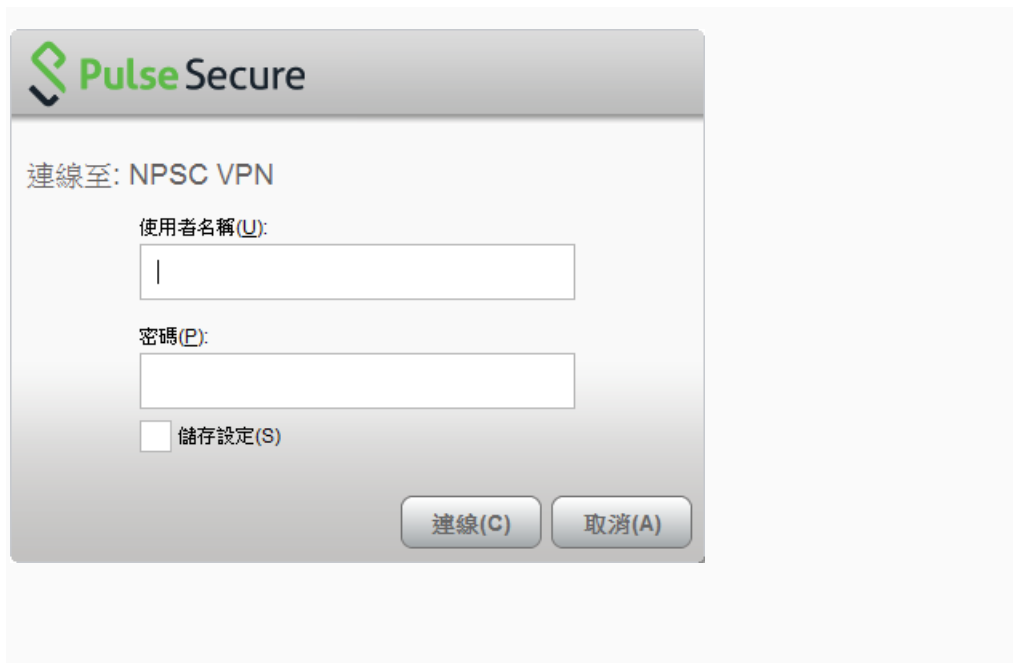 Pulse Secure
連線至: NPSC VPN
使用者名稱(U):
密碼(P):
儲存設定(S)
連線(C)
取消(A)